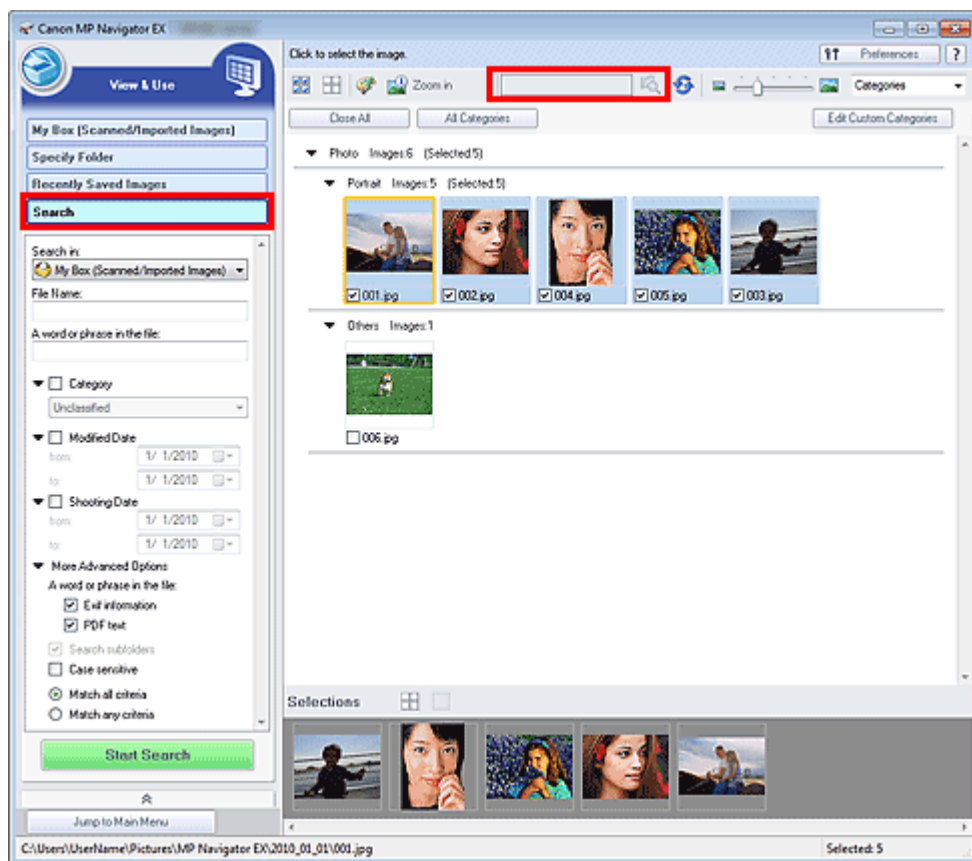 Canon MP Navigator EX
View & Use
My Box (Scanned/Imported Images)
Specify Folder
Recently Saved Images
Search
Search in:
My Box (Scanned/Imported Images)
File Name:
A word or phrase in the file:
Category
Unclassified
Modified Date
from: 1/ 1/2010
to: 1/ 1/2010
Shooting Date
from: 1/ 1/2010
to: 1/ 1/2010
More Advanced Options
A word or phrase in the file:
Exif information
PDF text
Search subfolders
Case sensitive
Match all criteria
Match any criteria
Start Search
Jump to Main Menu
Click to select the image.
Preferences ?
Zoom in
Categories
Close All All Categories Edit Custom Categories
Photo Images:6 (Selected:5)
Portrait Images:5 (Selected:5)
001.jpg 002.jpg 004.jpg 005.jpg 003.jpg
Others Images:1
006.jpg
Selections
C:\Users\UserName\Pictures\MP Navigator EX\2010_01_01\001.jpg Selected: 5